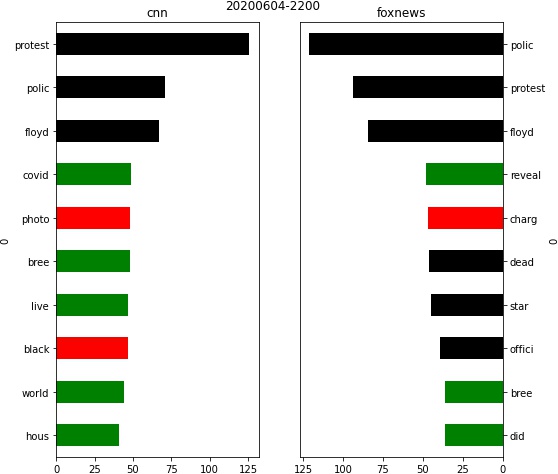 20200604-2200
cnn
foxnews
protest
polic
floyd
covid
photo
bree
live
black
world
hous
0
0 25 50 75 100 125
polic
protest
floyd
reveal
charg
dead
star
offici
bree
did
0
125 100 75 50 25 0